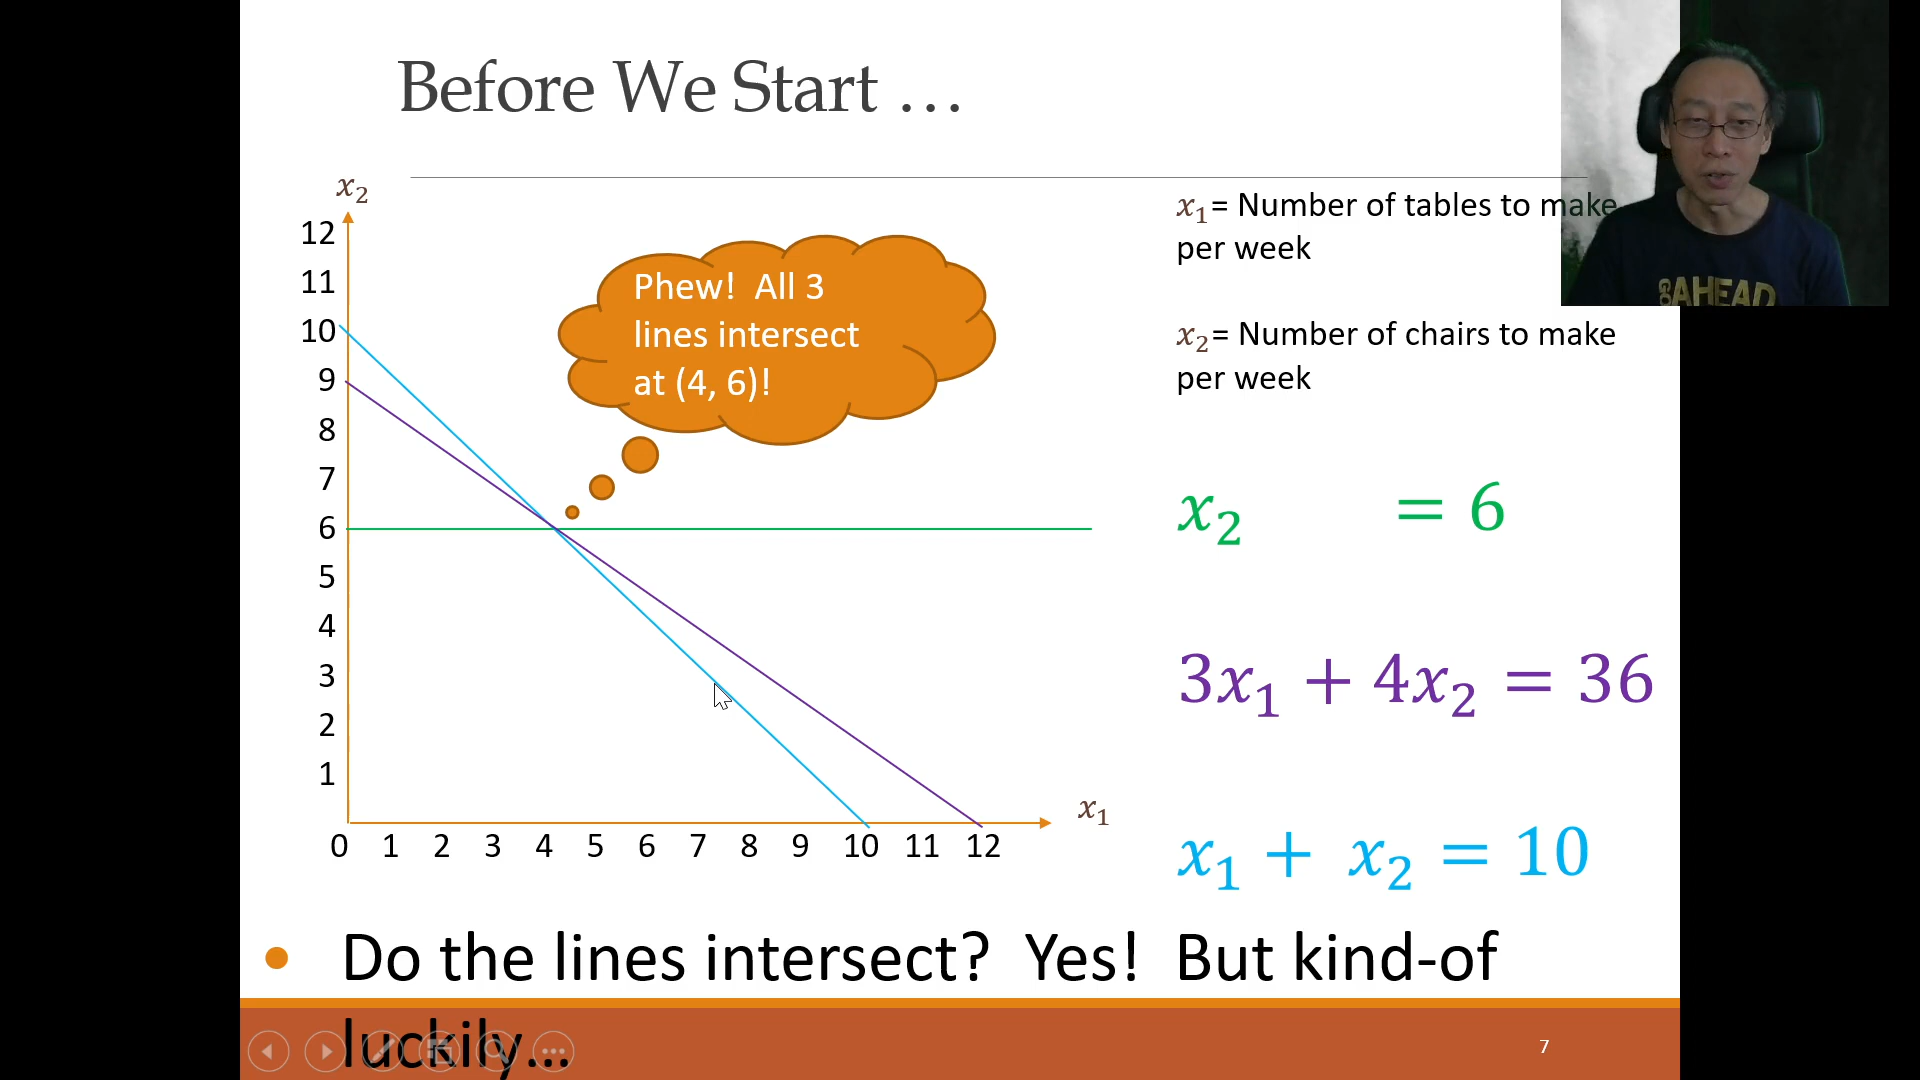 Before We Start …
x₂
12
11
10
9
8
7
6
5
4
3
2
1
0 1 2 3 4 5 6 7 8 9 10 11 12
x₁
Phew!  All 3
lines intersect
at (4, 6)!
x₁= Number of tables to make
per week
x₂= Number of chairs to make
per week
x₂ = 6
3x₁ + 4x₂ = 36
x₁ + x₂ = 10
GO AHEAD
• Do the lines intersect?  Yes!  But kind-of
luckily…
7